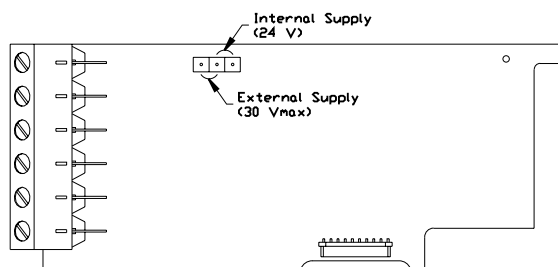 Internal Supply
(24 V)
External Supply
(30 Vmax)